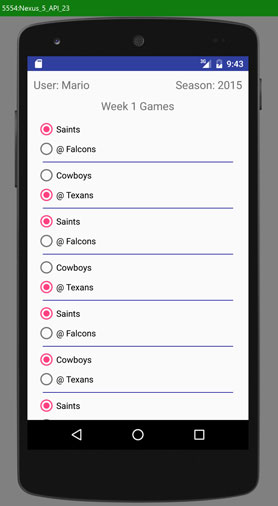 5554:Nexus_5_API_23
3G 9:43
User: Mario Season: 2015
Week 1 Games
Saints
@ Falcons
Cowboys
@ Texans
Saints
@ Falcons
Cowboys
@ Texans
Saints
@ Falcons
Cowboys
@ Texans
Saints